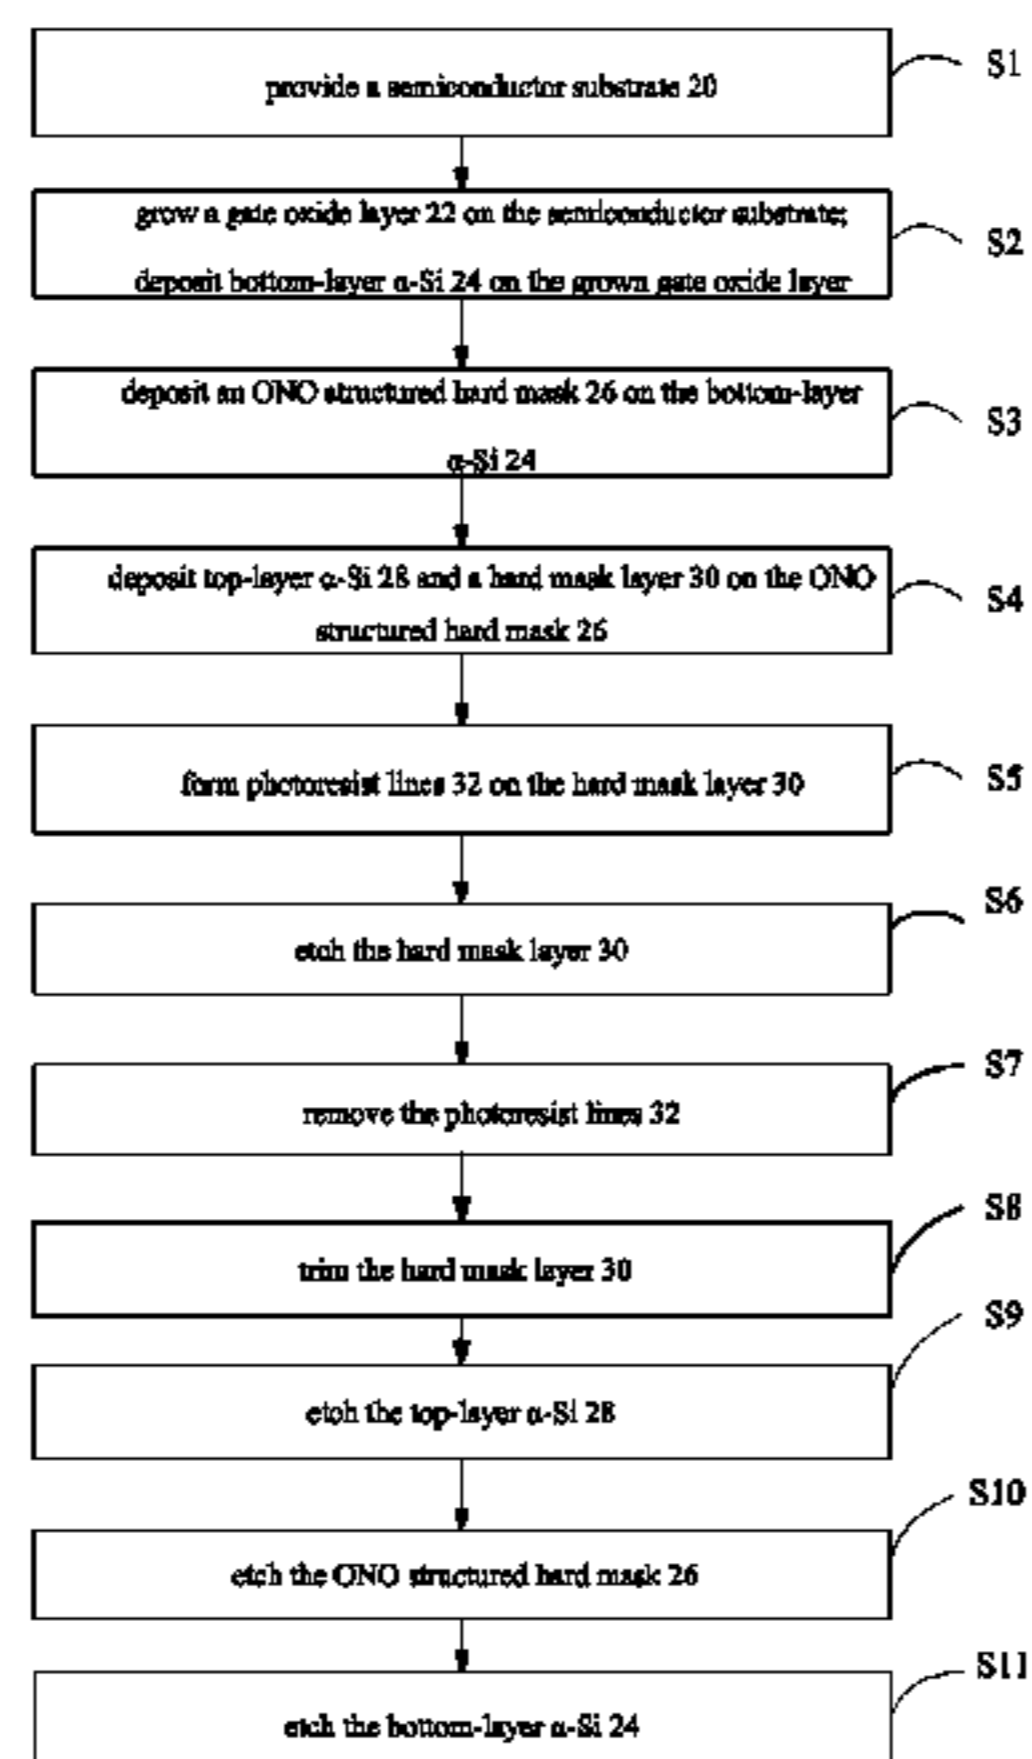 provide a semiconductor substrate 20
S1
grow a gate oxide layer 22 on the semiconductor substrate;
deposit bottom-layer α-Si 24 on the grown gate oxide layer
S2
deposit an ONO structured hard mask 26 on the bottom-layer
α-Si 24
S3
deposit top-layer α-Si 28 and a hard mask layer 30 on the ONO
structured hard mask 26
S4
form photoresist lines 32 on the hard mask layer 30
S5
etch the hard mask layer 30
S6
remove the photoresist lines 32
S7
trim the hard mask layer 30
S8
etch the top-layer α-Si 28
S9
etch the ONO structured hard mask 26
S10
etch the bottom-layer α-Si 24
S11